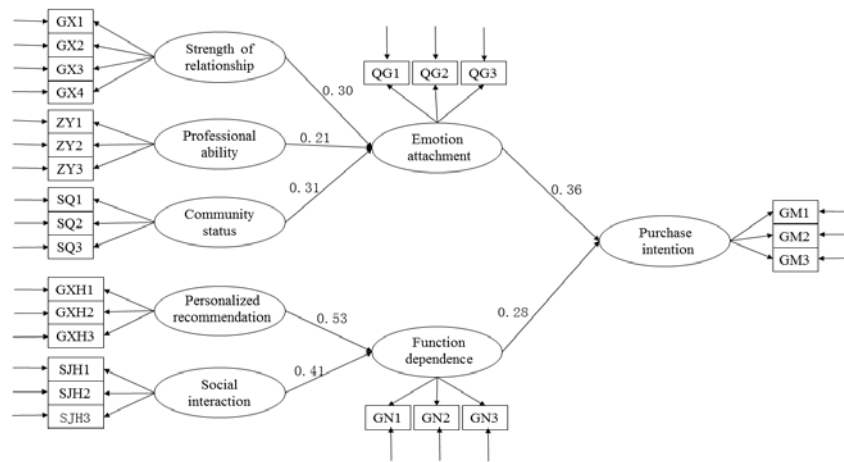 GX1
GX2
GX3
GX4
Strength of
relationship
ZY1
ZY2
ZY3
Professional
ability
SQ1
SQ2
SQ3
Community
status
GXH1
GXH2
GXH3
Personalized
recommendation
SJH1
SJH2
SJH3
Social
interaction
0.30
0.21
0.31
0.53
0.41
QG1 QG2 QG3
Emotion
attachment
Function
dependence
GN1 GN2 GN3
0.36
0.28
Purchase
intention
GM1
GM2
GM3